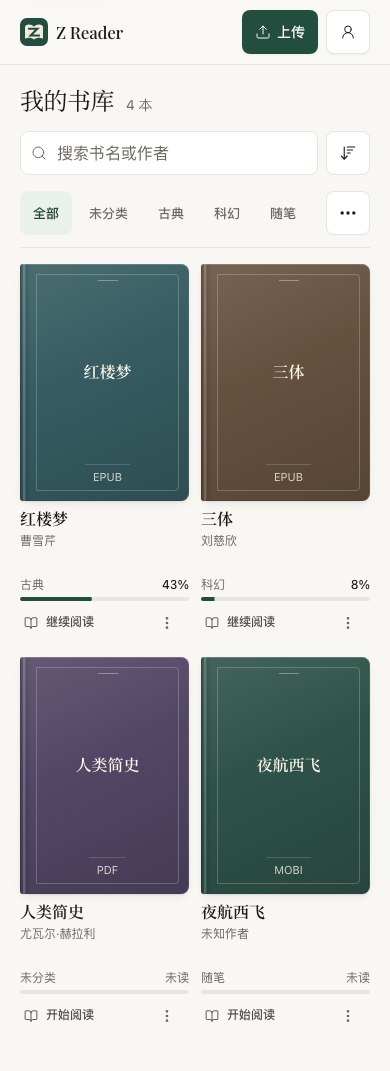 Z Reader
上传
我的书库 4 本
搜索书名或作者
全部 未分类 古典 科幻 随笔
红楼梦
EPUB
三体
EPUB
红楼梦
曹雪芹
古典 43%
继续阅读
三体
刘慈欣
科幻 8%
继续阅读
人类简史
PDF
夜航西飞
MOBI
人类简史
尤瓦尔·赫拉利
未分类 未读
开始阅读
夜航西飞
未知作者
随笔 未读
开始阅读